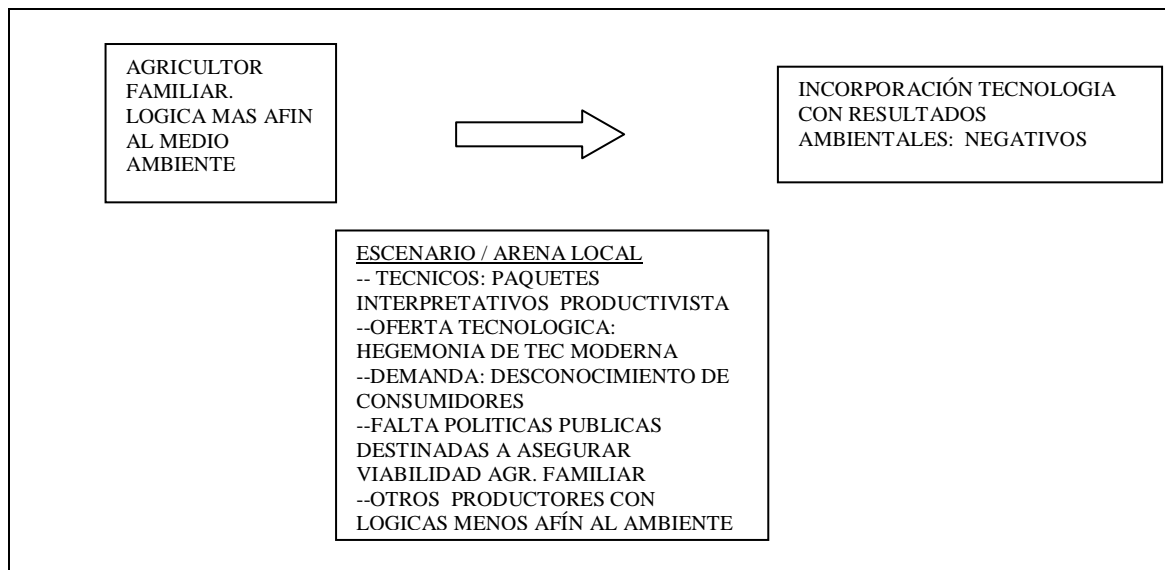 AGRICULTOR
FAMILIAR.
LOGICA MAS AFIN
AL MEDIO
AMBIENTE
INCORPORACIÓN TECNOLOGIA
CON RESULTADOS
AMBIENTALES:  NEGATIVOS
ESCENARIO / ARENA LOCAL
-- TECNICOS: PAQUETES
INTERPRETATIVOS  PRODUCTIVISTA
--OFERTA TECNOLOGICA:
HEGEMONIA DE TEC MODERNA
--DEMANDA: DESCONOCIMIENTO DE
CONSUMIDORES
--FALTA POLITICAS PUBLICAS
DESTINADAS A ASEGURAR
VIABILIDAD AGR. FAMILIAR
--OTROS  PRODUCTORES CON
LOGICAS MENOS AFÍN AL AMBIENTE